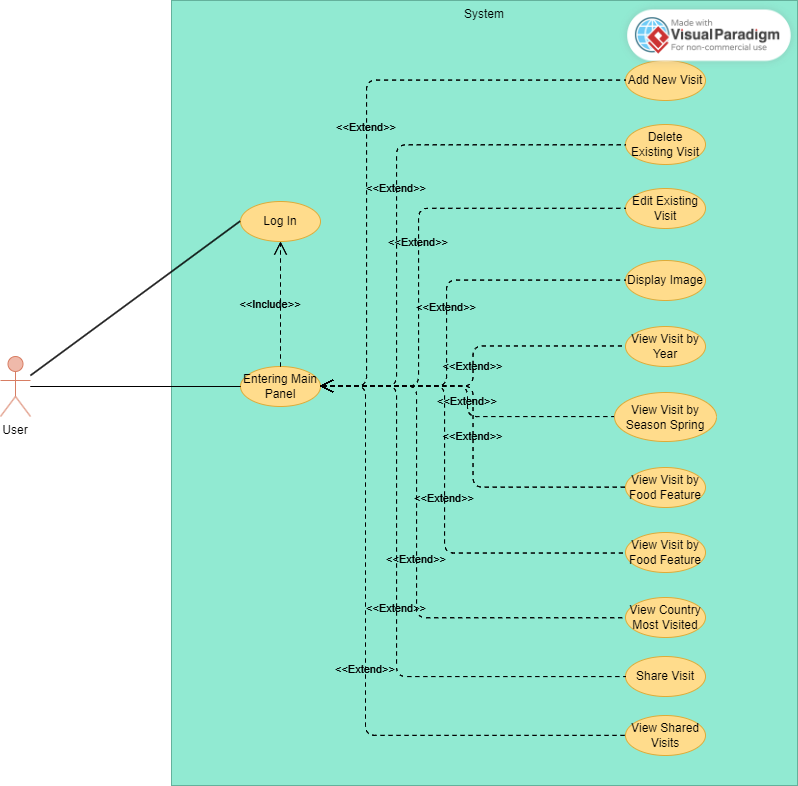 System
Made with
VisualParadigm
For non-commercial use
Add New Visit
<<Extend>>
Delete
Existing Visit
<<Extend>>
Edit Existing
Visit
Log In
<<Extend>>
Display Image
<<Include>>
<<Extend>>
View Visit by
Year
<<Extend>>
Entering Main
Panel
<<Extend>>
View Visit by
Season Spring
User
<<Extend>>
View Visit by
Food Feature
<<Extend>>
View Visit by
Food Feature
<<Extend>>
View Country
Most Visited
<<Extend>>
Share Visit
<<Extend>>
View Shared
Visits